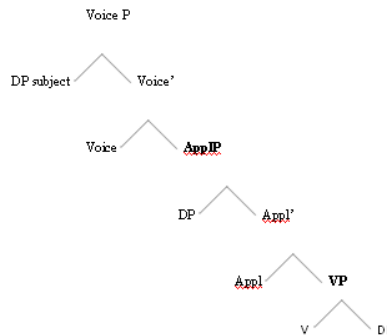 Voice P
DP subject Voice’
Voice ApplP
DP Appl’
Appl VP
V D